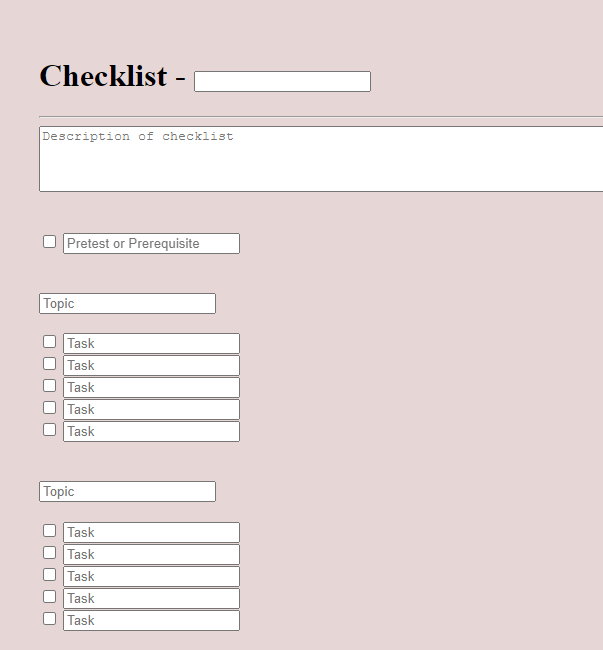 Checklist -
Description of checklist
Pretest or Prerequisite
Topic
Task
Task
Task
Task
Task
Topic
Task
Task
Task
Task
Task